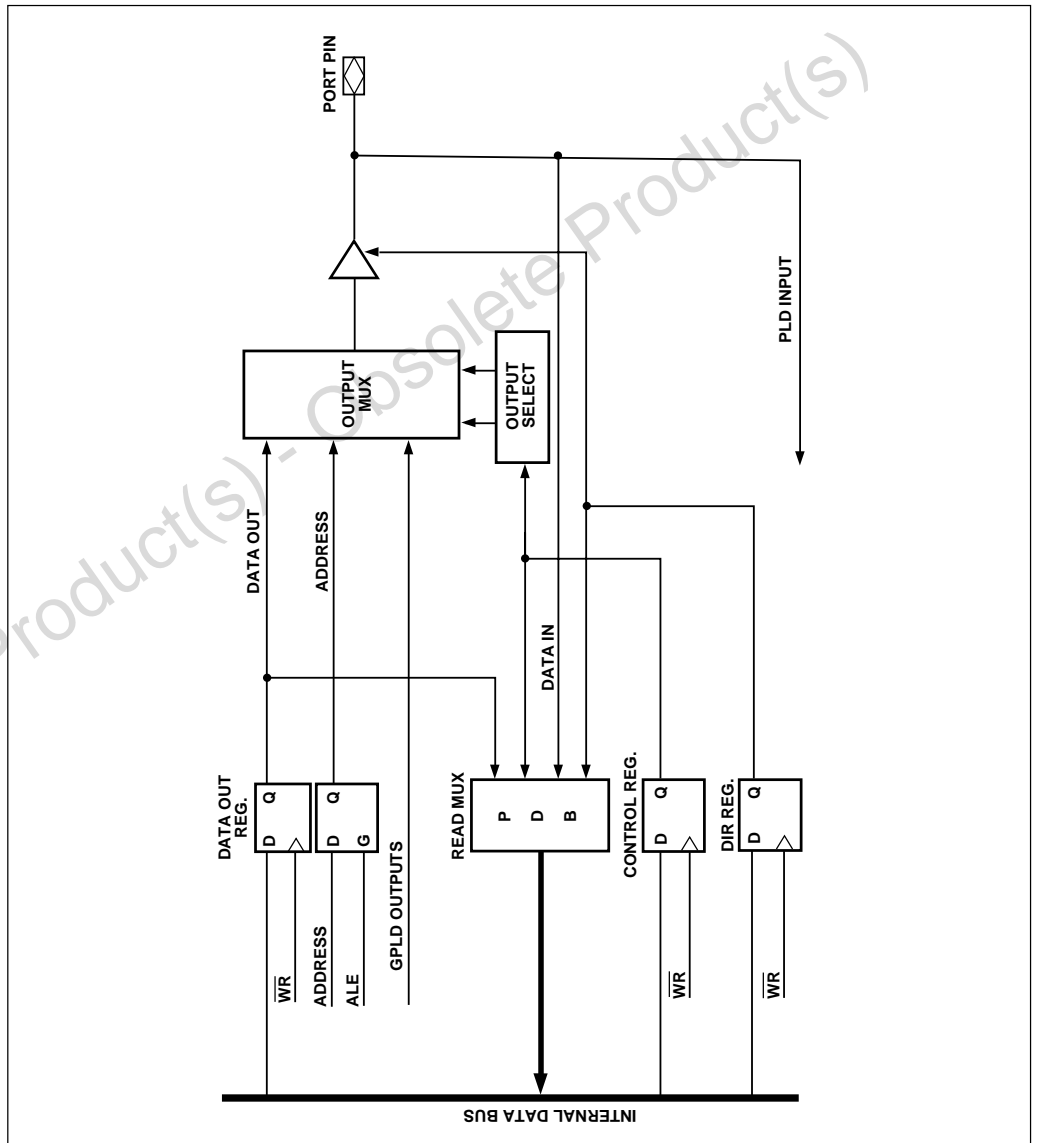 Product(s) - Obsolete Product(s)
PORT PIN
OUTPUT
MUX
OUTPUT
SELECT
PLD INPUT
DATA OUT
ADDRESS
DATA IN
DATA OUT
REG.
D Q
WR
ADDRESS
ALE
D Q
G
GPLD OUTPUTS
READ MUX
P
D
B
CONTROL REG.
D Q
WR
DIR REG.
D Q
WR
INTERNAL DATA BUS